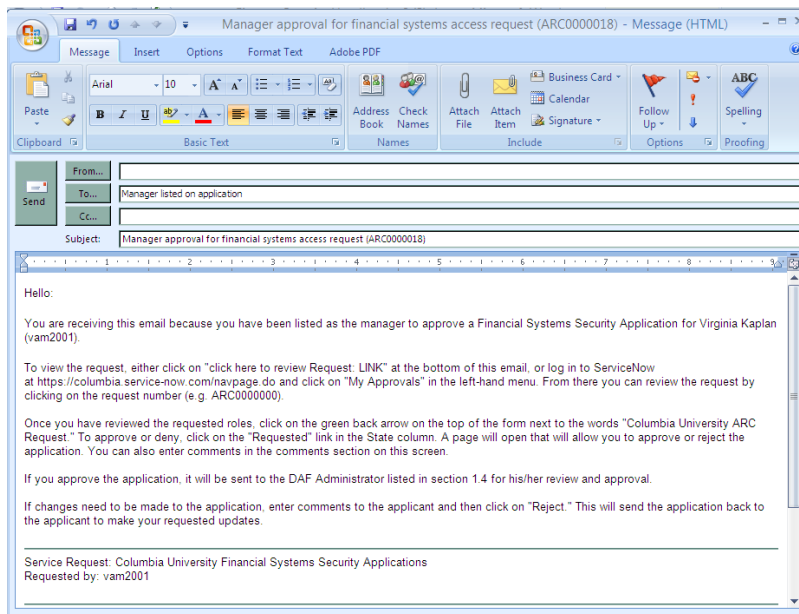 Manager approval for financial systems access request (ARC0000018) - Message (HTML)
Message Insert Options Format Text Adobe PDF
Paste
Arial 10
B I U
Address Book
Check Names
Attach File
Attach Item
Business Card
Calendar
Signature
Follow Up
ABC
Spelling
Clipboard Basic Text Names Include Options Proofing
Send
From...
To... Manager listed on application
Cc...
Subject: Manager approval for financial systems access request (ARC0000018)
1 2 3 4 5 6 7 8 9
Hello:
You are receiving this email because you have been listed as the manager to approve a Financial Systems Security Application for Virginia Kaplan
(vam2001).
To view the request, either click on "click here to review Request: LINK" at the bottom of this email, or log in to ServiceNow
at https://columbia.service-now.com/navpage.do and click on "My Approvals" in the left-hand menu. From there you can review the request by
clicking on the request number (e.g. ARC0000000).
Once you have reviewed the requested roles, click on the green back arrow on the top of the form next to the words "Columbia University ARC
Request." To approve or deny, click on the "Requested" link in the State column. A page will open that will allow you to approve or reject the
application. You can also enter comments in the comments section on this screen.
If you approve the application, it will be sent to the DAF Administrator listed in section 1.4 for his/her review and approval.
If changes need to be made to the application, enter comments to the applicant and then click on "Reject." This will send the application back to
the applicant to make your requested updates.
Service Request: Columbia University Financial Systems Security Applications
Requested by: vam2001